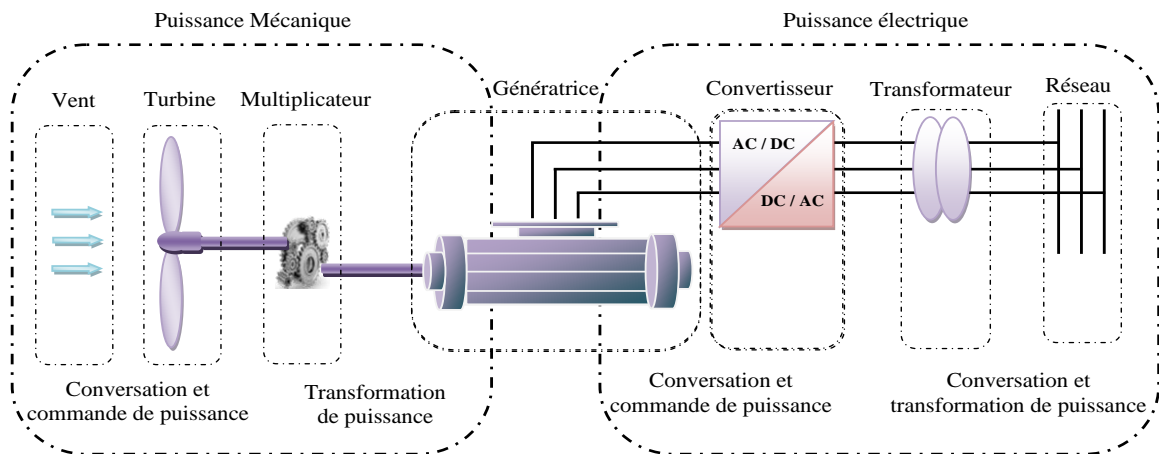 Puissance Mécanique
Puissance électrique
Vent
Turbine
Multiplicateur
Génératrice
Convertisseur
Transformateur
Réseau
AC / DC
DC / AC
Conversation et
commande de puissance
Transformation
de puissance
Conversation et
commande de puissance
Conversation et
transformation de puissance